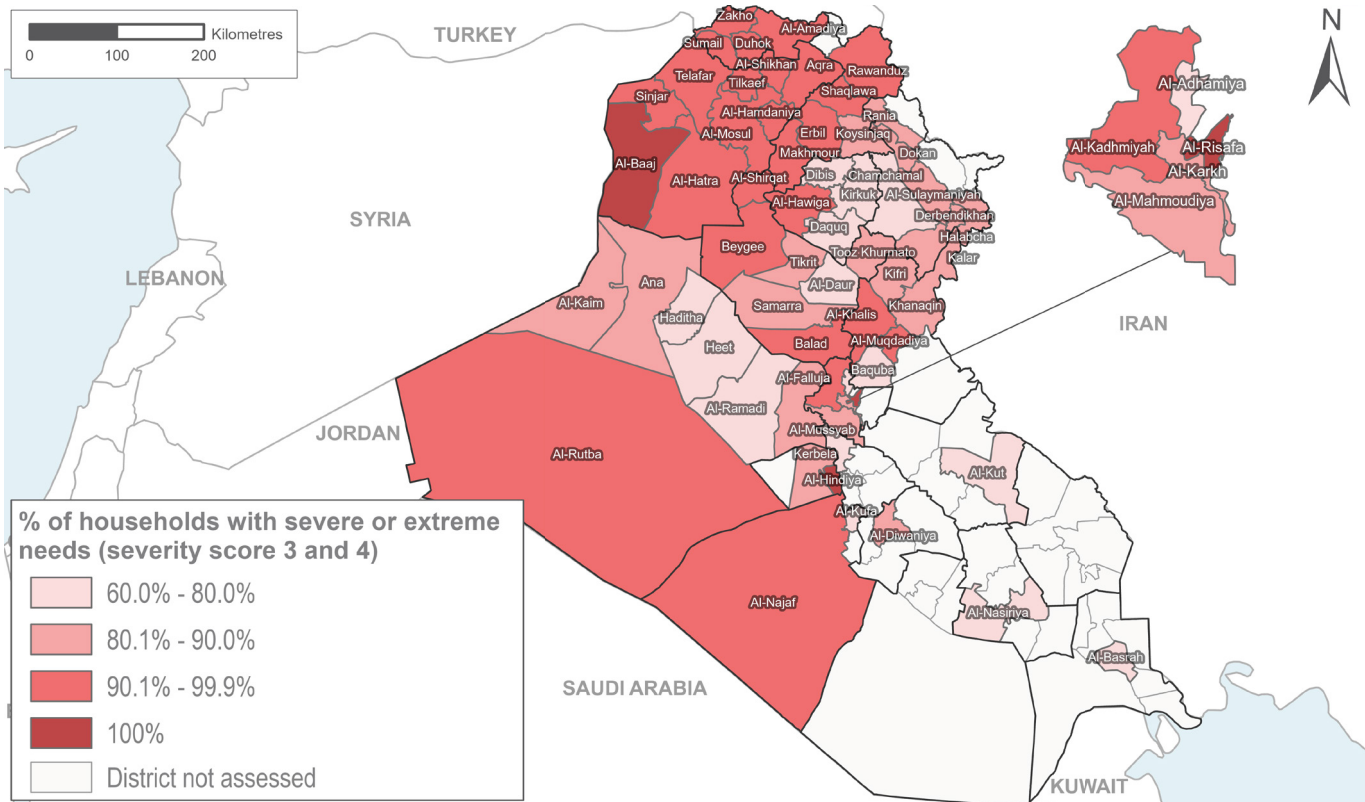 0 100 200 Kilometres
TURKEY
N
Zakho
Al-Amadiya
Sumail
Duhok
Al-Shikhan
Aqra
Rawanduz
Telafar
Tilkaef
Shaqlawa
Sinjar
Al-Hamdaniya
Rania
Al-Mosul
Erbil
Koysinjaq
Al-Baaj
Makhmour
Dokan
Al-Hatra
Al-Shirqat
Dibis
Chamchamal
Kirkuk
Al-Sulaymaniyah
Al-Hawiga
Derbendikhan
Daquq
Halabcha
Beygee
Tooz Khurmato
Kalar
Tikrit
Kifri
Ana
Al-Daur
Al-Kaim
Samarra
Khanaqin
Haditha
Al-Khalis
Heet
Balad
Al-Muqdadiya
Baquba
Al-Falluja
Al-Ramadi
Al-Mussyab
Al-Rutba
Kerbela
Al-Hindiya
Al-Kut
Al-Kufa
Al-Diwaniya
Al-Najaf
Al-Nasiriya
Al-Basrah
Al-Adhamiya
Al-Kadhmiyah
Al-Risafa
Al-Karkh
Al-Mahmoudiya
SYRIA
LEBANON
IRAN
JORDAN
SAUDI ARABIA
KUWAIT
% of households with severe or extreme
needs (severity score 3 and 4)
60.0% - 80.0%
80.1% - 90.0%
90.1% - 99.9%
100%
District not assessed